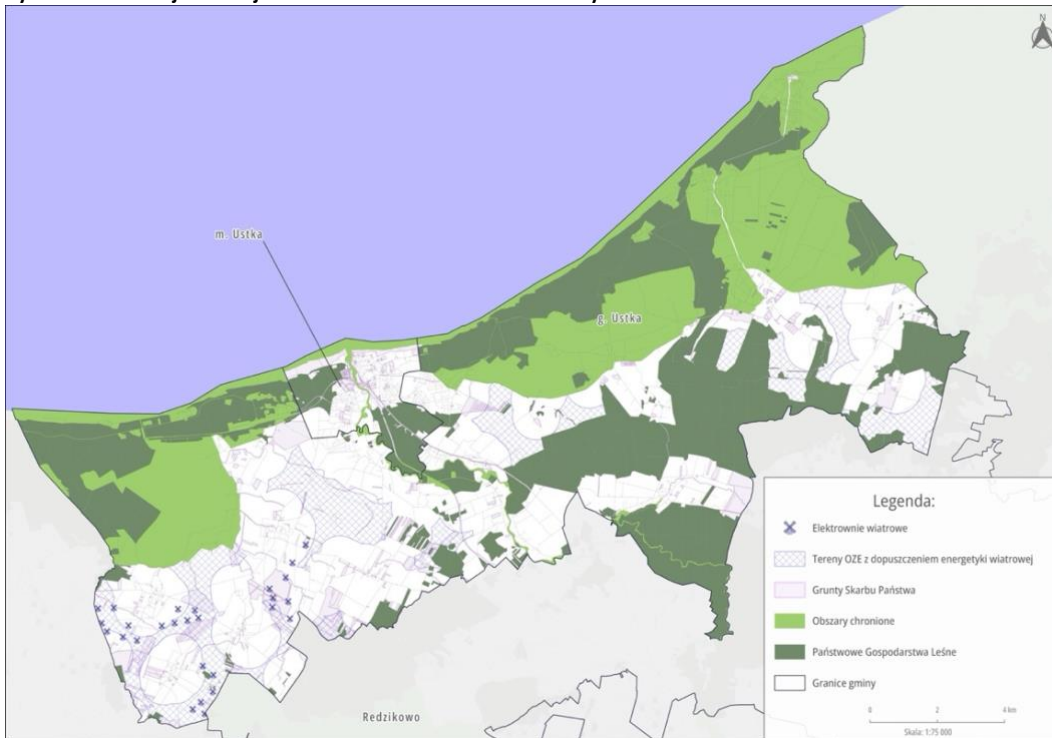 N
m. Ustka
g. Ustka
Redzikowo
Legenda:
Elektrownie wiatrowe
Tereny OZE z dopuszczeniem energetyki wiatrowej
Grunty Skarbu Państwa
Obszary chronione
Państwowe Gospodarstwa Leśne
Granice gminy
0 2 4 km
Skala: 1:75 000